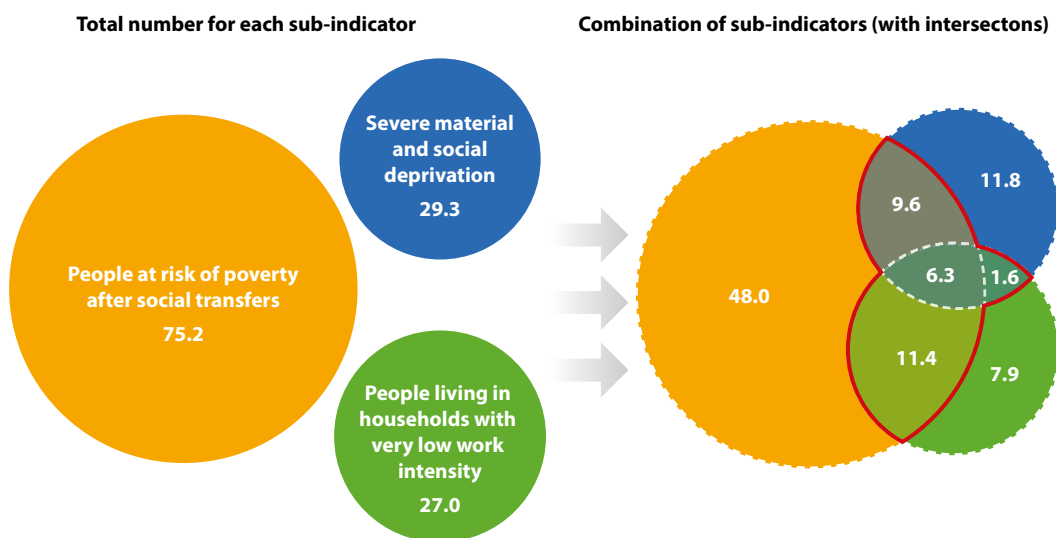 Total number for each sub-indicator
Combination of sub-indicators (with intersectons)
Severe material
and social
deprivation
29.3
People at risk of poverty
after social transfers
75.2
People living in
households with
very low work
intensity
27.0
11.8
9.6
6.3
1.6
48.0
11.4
7.9